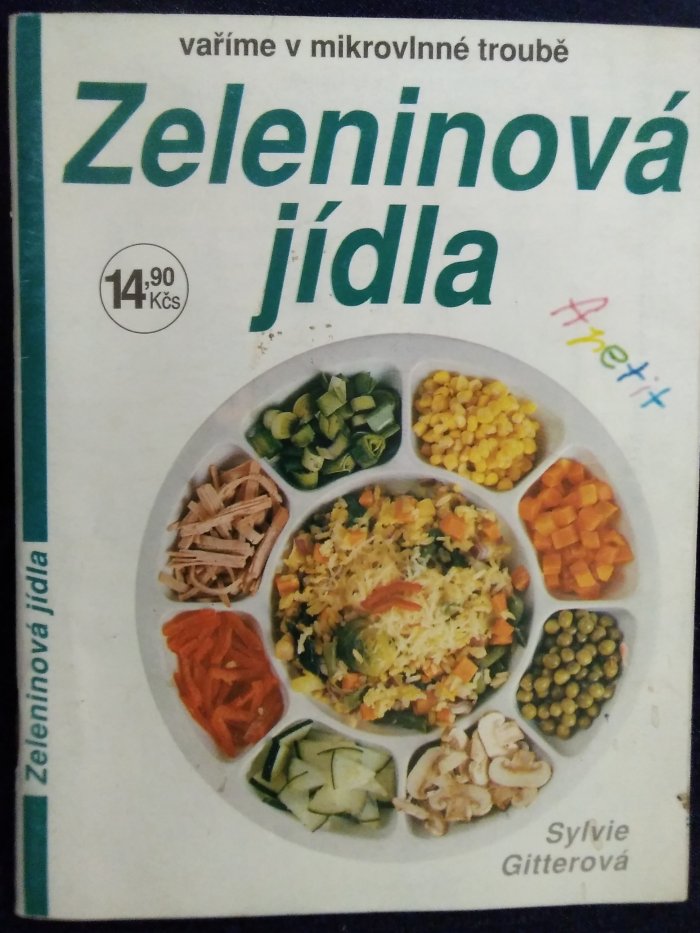 vaříme v mikrovlnné troubě
Zeleninová
jídla
14,90
Kčs
Apetit
Sylvie
Gitterová
Zeleninová jídla